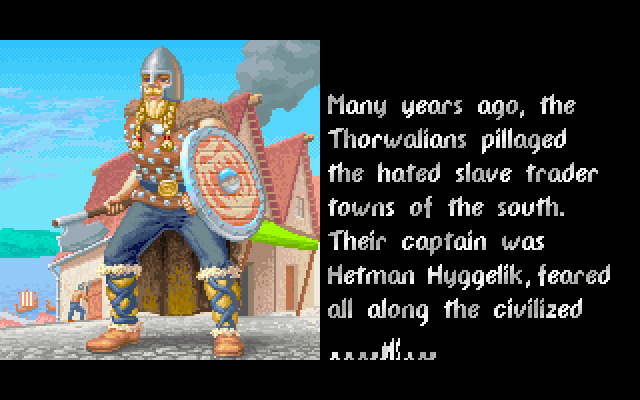 Many years ago, the
Thorwalians pillaged
the hated slave trader
towns of the south.
Their captain was
Hetman Hyggelik, feared
all along the civilized